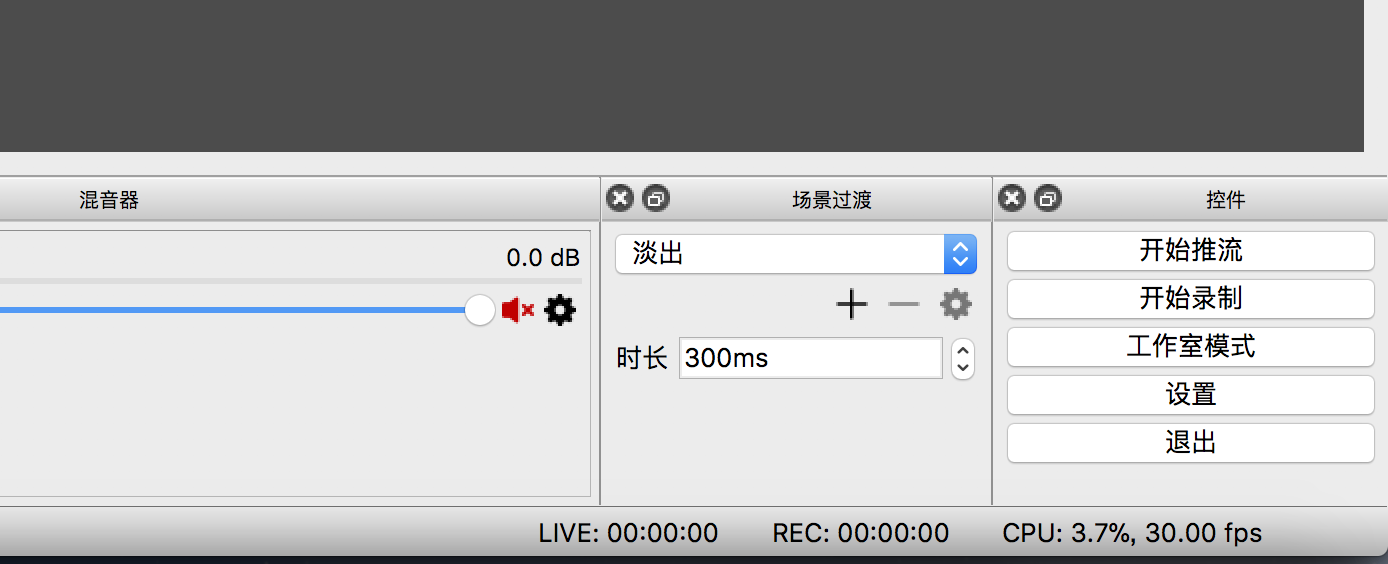 混音器
0.0 dB
场景过渡
淡出
时长 300ms
控件
开始推流
开始录制
工作室模式
设置
退出
LIVE: 00:00:00 REC: 00:00:00 CPU: 3.7%, 30.00 fps